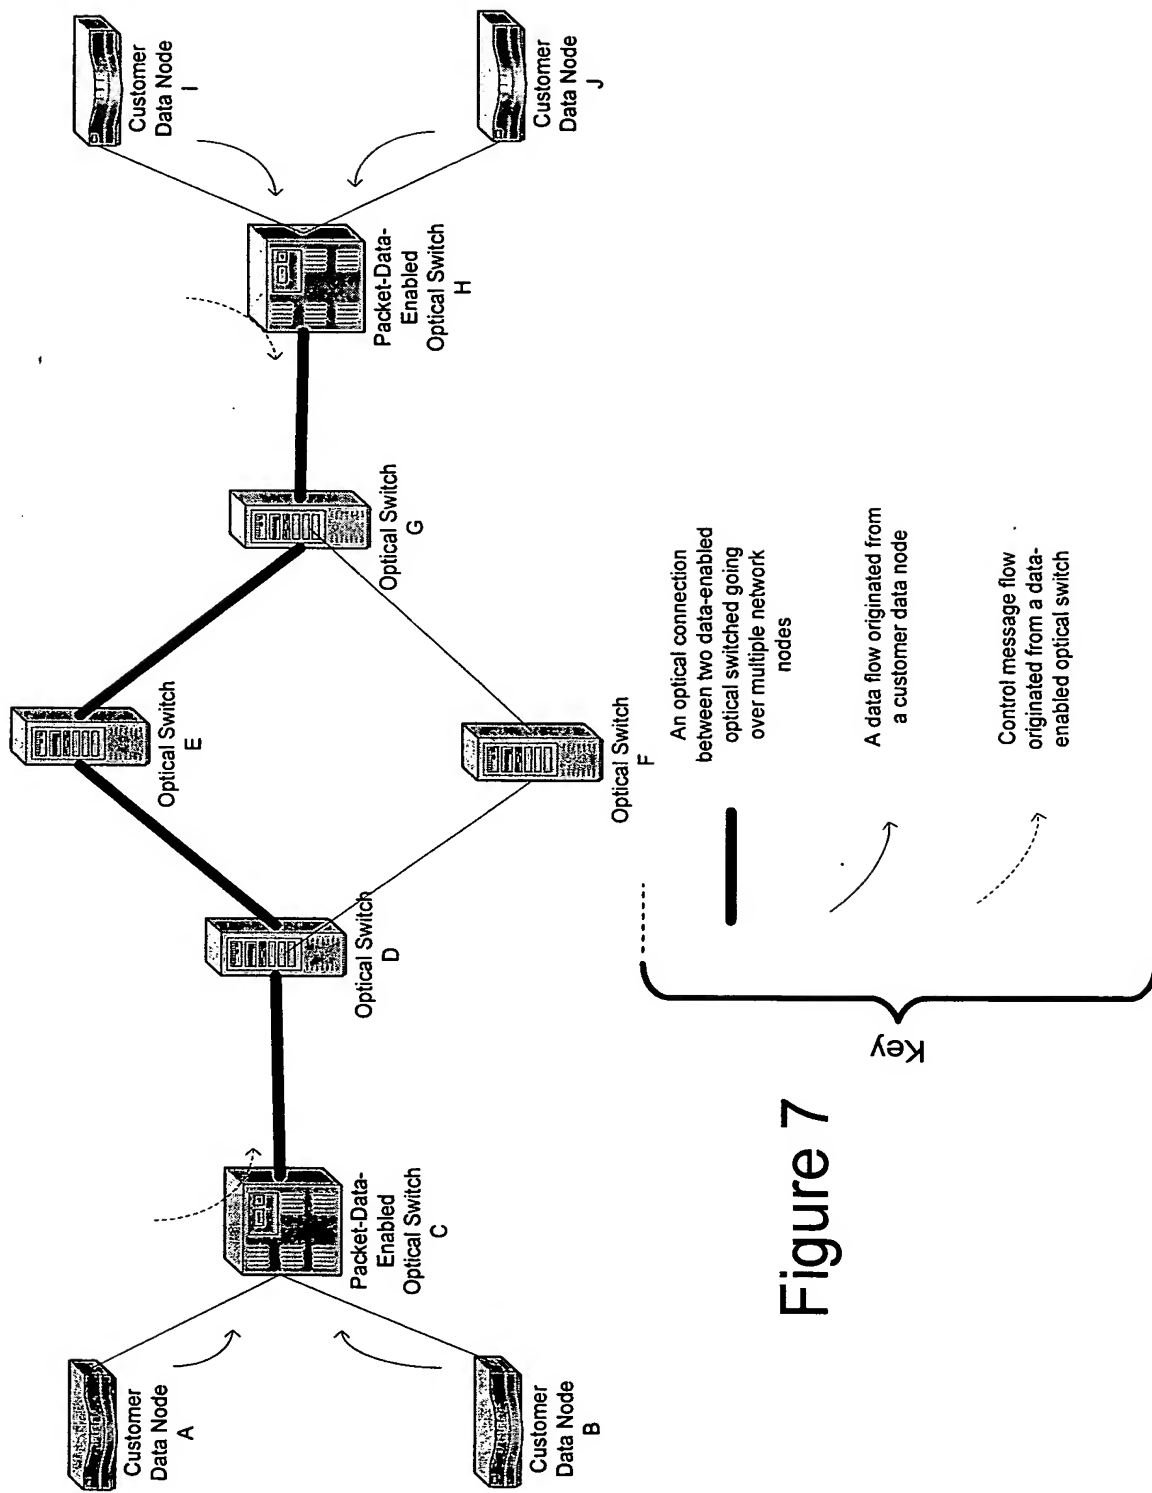 Customer
Data Node
A
Customer
Data Node
B
Packet-Data-
Enabled
Optical Switch
C
Optical Switch
D
Optical Switch
E
Optical Switch
F
Optical Switch
G
Packet-Data-
Enabled
Optical Switch
H
Customer
Data Node
I
Customer
Data Node
J
Key
An optical connection
between two data-enabled
optical switched going
over multiple network
nodes
A data flow originated from
a customer data node
Control message flow
originated from a data-
enabled optical switch
Figure 7